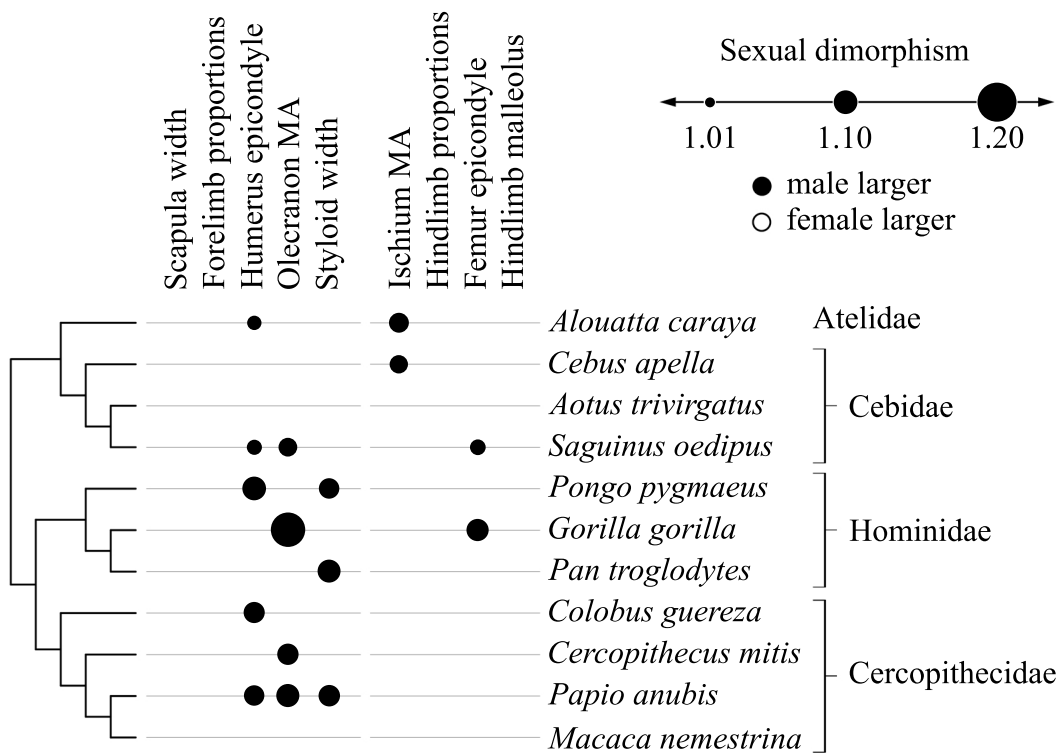 Scapula width
Forelimb proportions
Humerus epicondyle
Olecranon MA
Styloid width
Ischium MA
Hindlimb proportions
Femur epicondyle
Hindlimb malleolus
Sexual dimorphism
1.01 1.10 1.20
male larger
female larger
Alouatta caraya Atelidae
Cebus apella
Aotus trivirgatus Cebidae
Saguinus oedipus
Pongo pygmaeus
Gorilla gorilla Hominidae
Pan troglodytes
Colobus guereza
Cercopithecus mitis
Cercopithecidae
Papio anubis
Macaca nemestrina